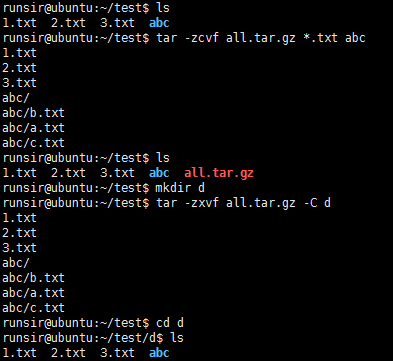 runsir@ubuntu:~/test$ ls
1.txt  2.txt  3.txt  abc
runsir@ubuntu:~/test$ tar -zcvf all.tar.gz *.txt abc
1.txt
2.txt
3.txt
abc/
abc/b.txt
abc/a.txt
abc/c.txt
runsir@ubuntu:~/test$ ls
1.txt  2.txt  3.txt  abc  all.tar.gz
runsir@ubuntu:~/test$ mkdir d
runsir@ubuntu:~/test$ tar -zxvf all.tar.gz -C d
1.txt
2.txt
3.txt
abc/
abc/b.txt
abc/a.txt
abc/c.txt
runsir@ubuntu:~/test$ cd d
runsir@ubuntu:~/test/d$ ls
1.txt  2.txt  3.txt  abc